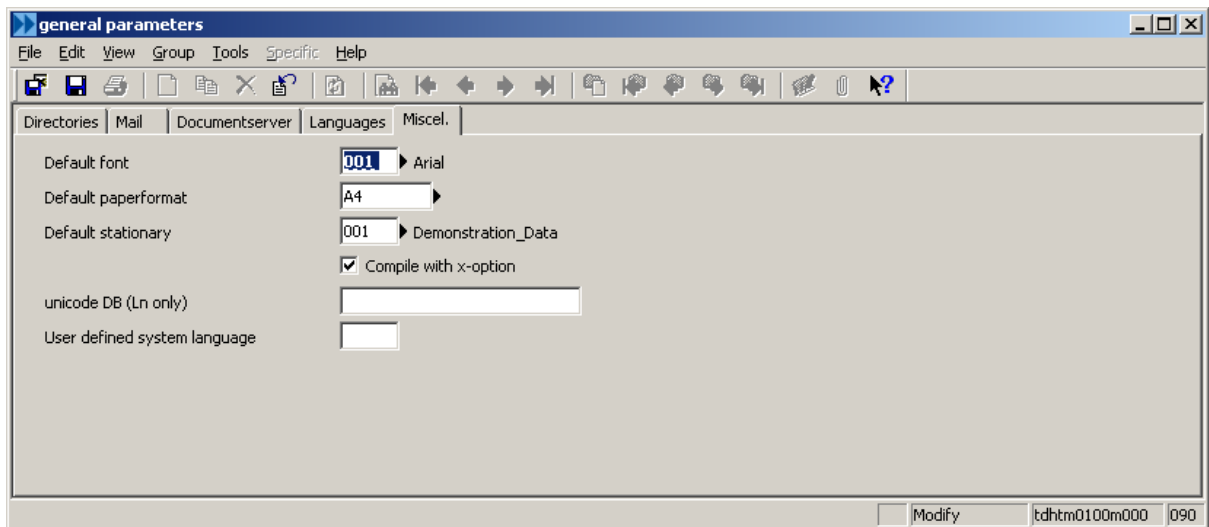 general parameters
File Edit View Group Tools Specific Help
Directories Mail Documentserver Languages Miscel.
Default font 001 Arial
Default paperformat A4
Default stationary 001 Demonstration_Data
Compile with x-option
unicode DB (Ln only)
User defined system language
Modify tdhtm0100m000 090